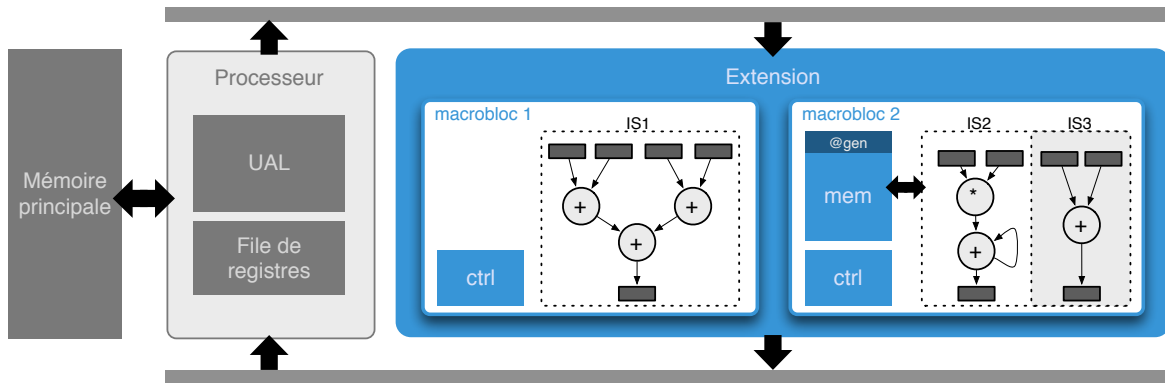 Processeur
UAL
File de
registres
Mémoire
principale
Extension
macrobloc 1
IS1
+
+
+
ctrl
macrobloc 2
@gen
mem
ctrl
IS2
*
+
IS3
+